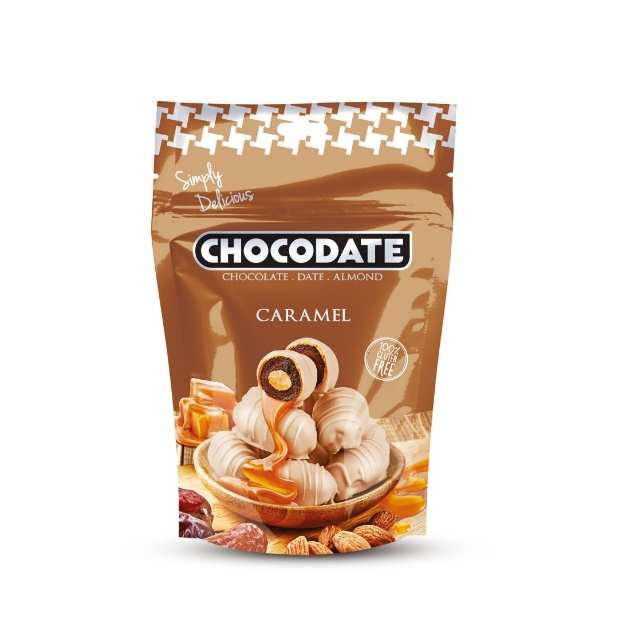 Simply
Delicious
CHOCODATE
CHOCOLATE . DATE . ALMOND
CARAMEL
100%
GLUTEN
FREE